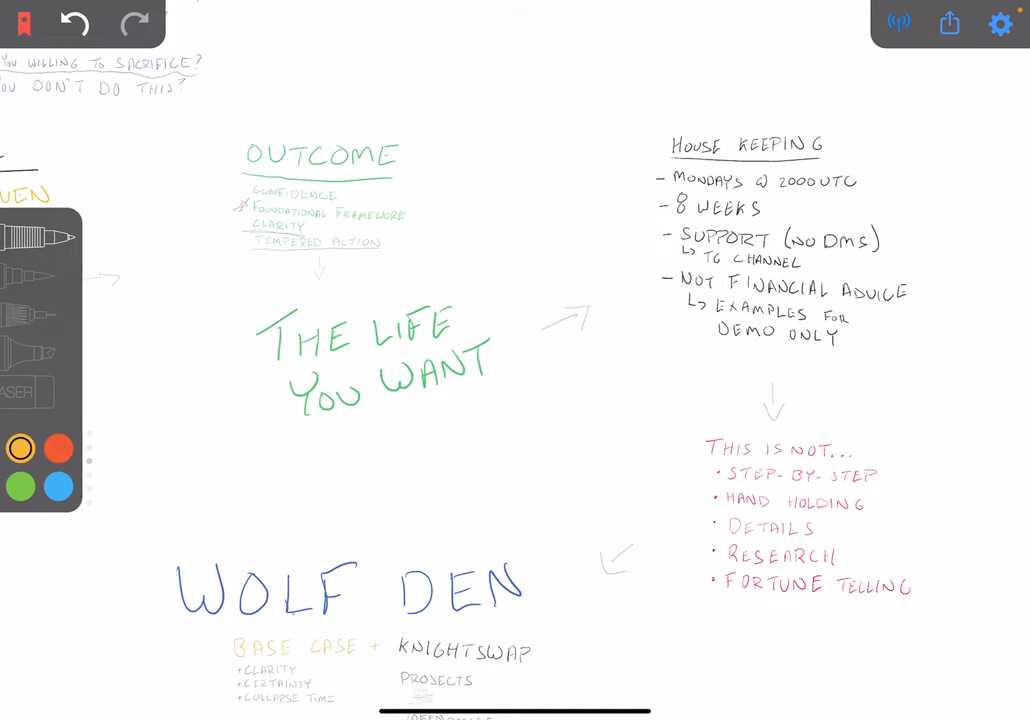 YOU WILLING TO SACRIFICE?
YOU DON'T DO THIS?
OUTCOME
CONFIDENCE
FOUNDATIONAL FRAMEWORK
CLARITY
TEMPERED ACTION
THE LIFE
YOU WANT
HOUSE KEEPING
- MONDAYS @ 2000 UTC
- 8 WEEKS
- SUPPORT (NO DMS)
↳ TG CHANNEL
- NOT FINANCIAL ADVICE
↳ EXAMPLES FOR
DEMO ONLY
THIS IS NOT...
• STEP-BY-STEP
• HAND HOLDING
• DETAILS
• RESEARCH
• FORTUNE TELLING
WOLF DEN
BASE CASE + KNIGHTSWAP
+CLARITY
+CERTAINTY
+COLLAPSE TIME
PROJECTS